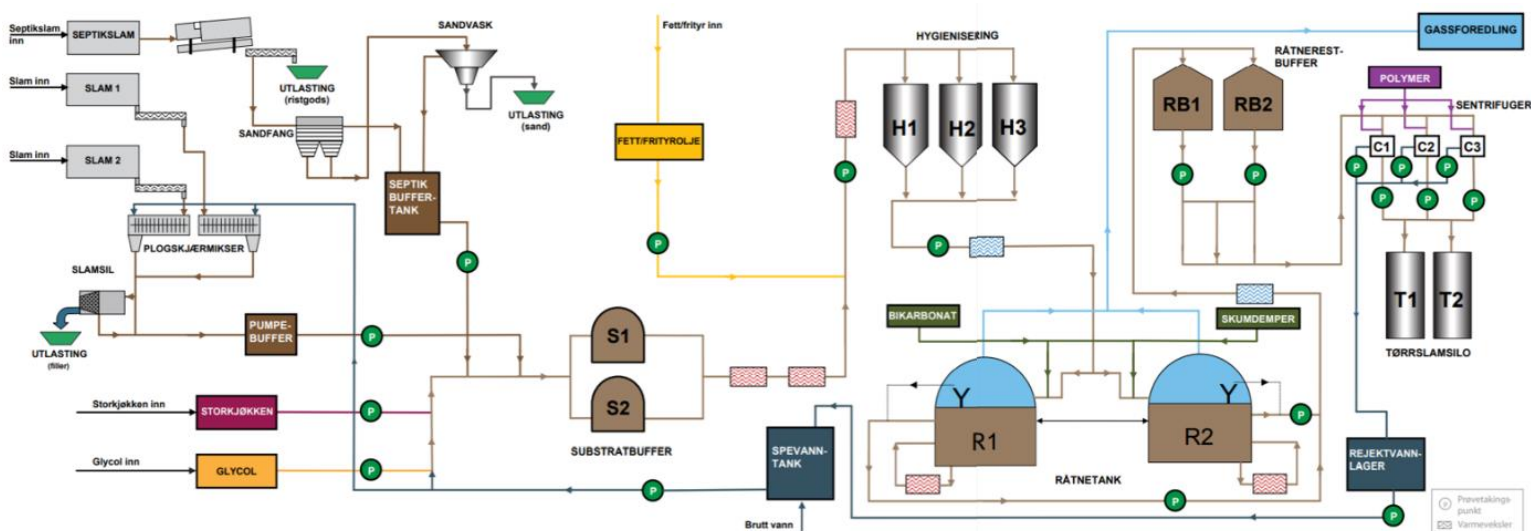 Septikslam
inn
SEPTIKSLAM
Slam inn
SLAM 1
Slam inn
SLAM 2
UTLASTING
(ristgods)
SANDFANG
SANDVASK
UTLASTING
(sand)
SEPTIK
BUFFER-
TANK
P
PLOGSKJÆRMIKSER
SLAMSIL
UTLASTING
(filler)
PUMPE-
BUFFER
P
Storkjøkken inn
STORKJØKKEN
P
Glycol inn
GLYCOL
P
Fett/frityr inn
FETT/FRITYROLJE
P
S1
S2
SUBSTRATBUFFER
P
HYGIENISERING
H1
H2
H3
P
P
SPEVANN-
TANK
Brutt vann
BIKARBONAT
SKUMDEMPER
Y
R1
Y
R2
P
RÅTNETANK
P
GASSFOREDLING
RÅTNEREST-
BUFFER
RB1
RB2
P
P
POLYMER
SENTRIFUGER
C1
C2
C3
P
P
P
P
P
P
T1
T2
TØRRSLAMSILO
REJEKTVANN-
LAGER
P
P
Prøvetakings-
punkt
Varmeveksler